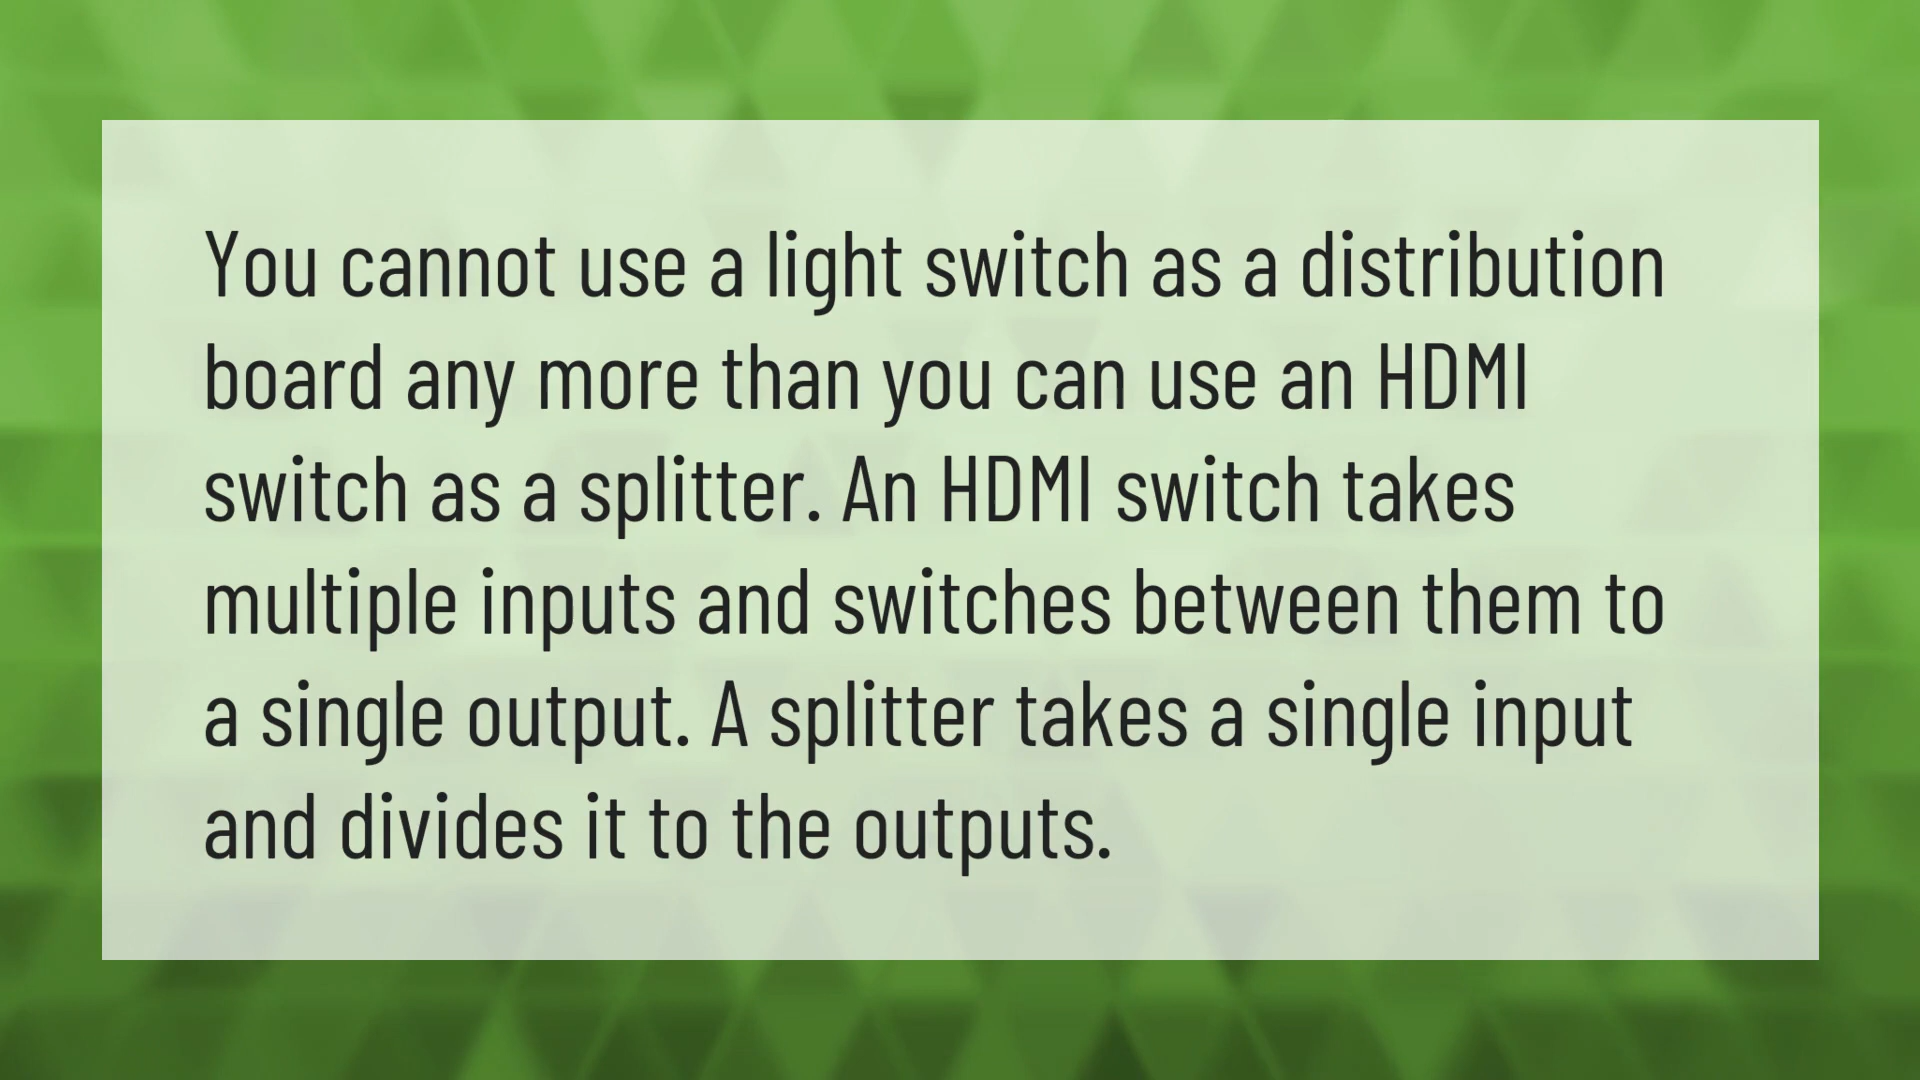 You cannot use a light switch as a distribution
board any more than you can use an HDMI
switch as a splitter. An HDMI switch takes
multiple inputs and switches between them to
a single output. A splitter takes a single input
and divides it to the outputs.